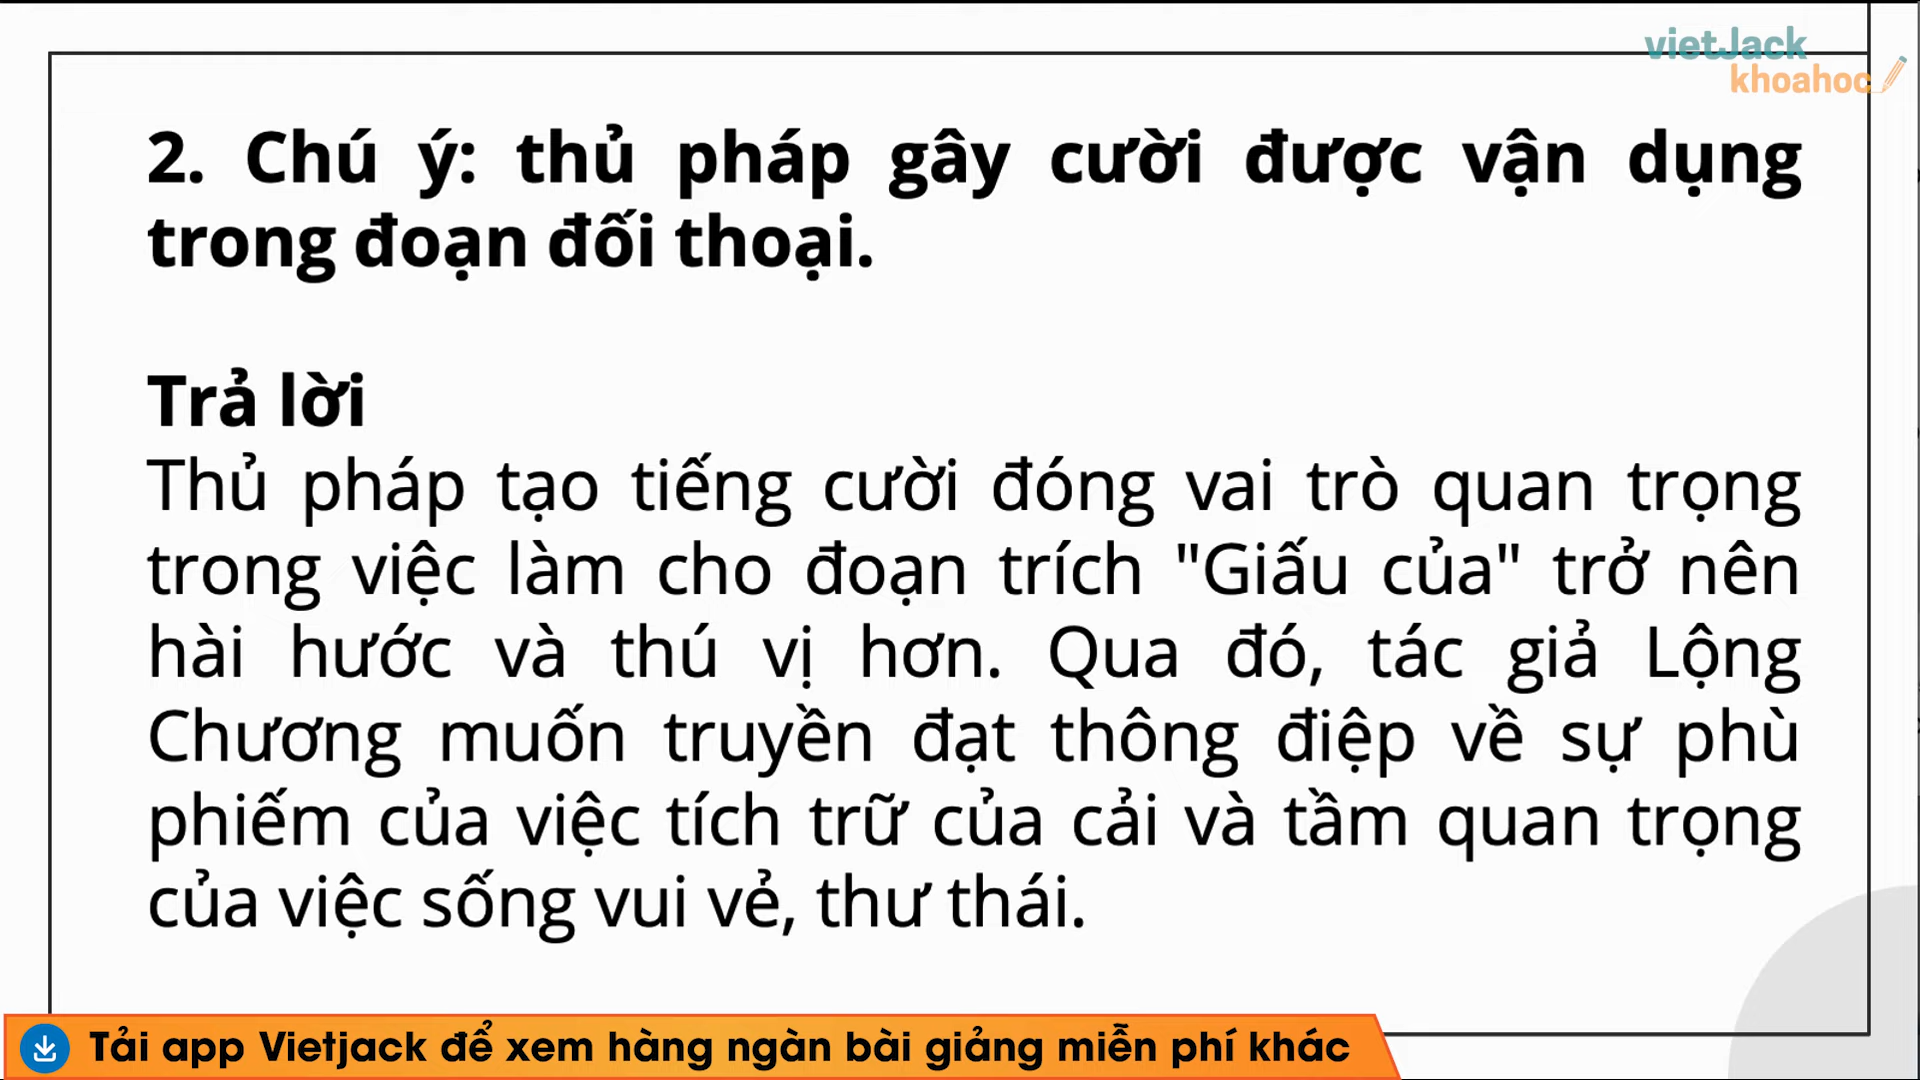 vietJack
khoahoc
2. Chú ý: thủ pháp gây cười được vận dụng
trong đoạn đối thoại.
Trả lời
Thủ pháp tạo tiếng cười đóng vai trò quan trọng
trong việc làm cho đoạn trích "Giấu của" trở nên
hài hước và thú vị hơn. Qua đó, tác giả Lộng
Chương muốn truyền đạt thông điệp về sự phù
phiếm của việc tích trữ của cải và tầm quan trọng
của việc sống vui vẻ, thư thái.
Tải app Vietjack để xem hàng ngàn bài giảng miễn phí khác